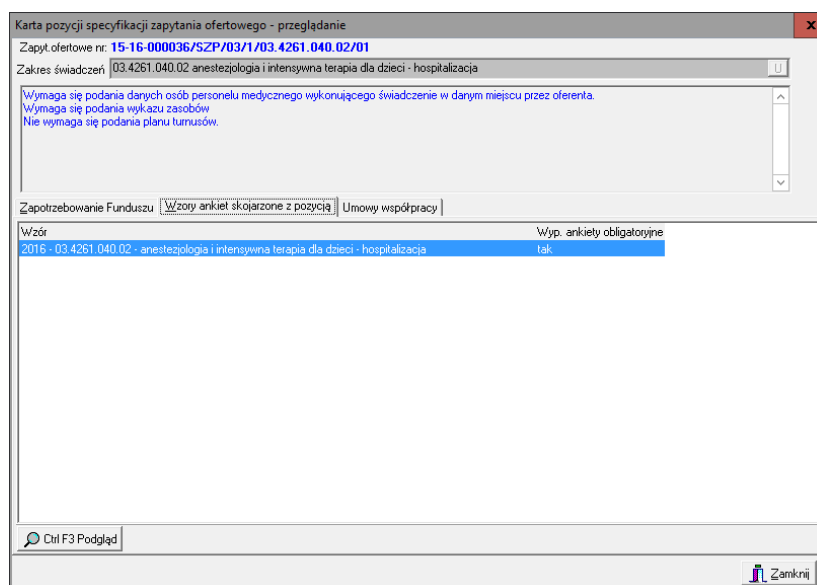 Karta pozycji specyfikacji zapytania ofertowego - przeglądanie
x
Zapyt.ofertowe nr: 15-16-000036/SZP/03/1/03.4261.040.02/01
Zakres świadczeń 03.4261.040.02 anestezjologia i intensywna terapia dla dzieci - hospitalizacja U
Wymaga się podania danych osób personelu medycznego wykonującego świadczenie w danym miejscu przez oferenta.
Wymaga się podania wykazu zasobów
Nie wymaga się podania planu turnusów.
Zapotrzebowanie Funduszu Wzory ankiet skojarzone z pozycją Umowy współpracy
Wzór Wyp. ankiety obligatoryjne
2016 - 03.4261.040.02 - anestezjologia i intensywna terapia dla dzieci - hospitalizacja tak
Ctrl F3 Podgląd
Zamknij